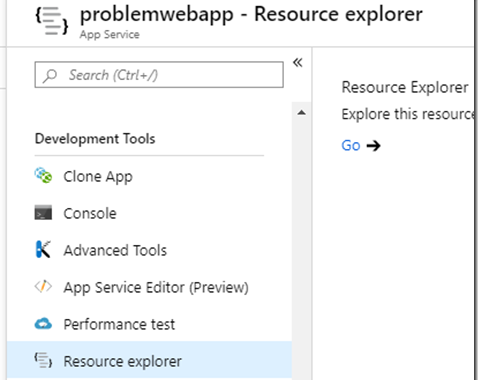 problemwebapp - Resource explorer
App Service
Search (Ctrl+/)
Development Tools
Clone App
Console
Advanced Tools
App Service Editor (Preview)
Performance test
Resource explorer
Resource Explorer
Explore this resource
Go